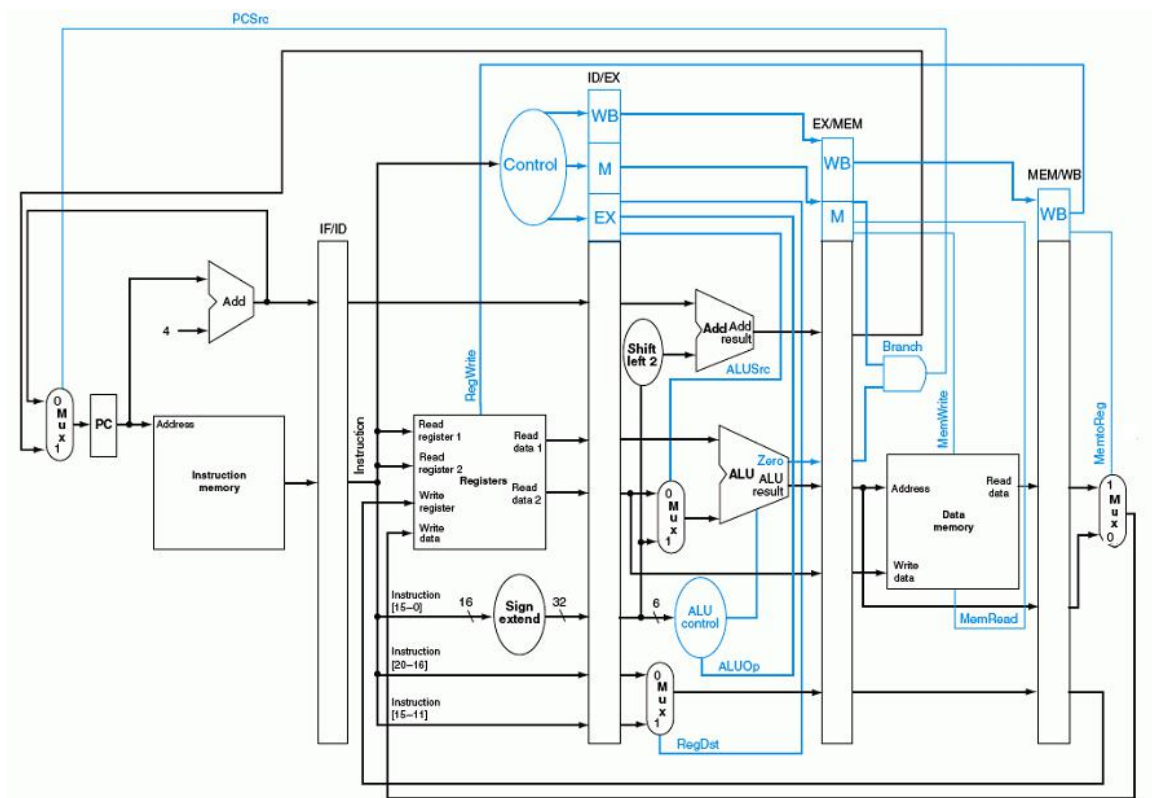 PCSrc
ID/EX
WB
EX/MEM
Control
M
WB
MEM/WB
EX
M
WB
IF/ID
Add
4
Add Add
result
Shift
left 2
ALUSrc
Branch
RegWrite
MemWrite
MemtoReg
0
M
u
x
1
PC
Address
Instruction
memory
Instruction
Read
register 1
Read
register 2
Write
register
Write
data
Registers
Read
data 1
Read
data 2
0
M
u
x
1
Zero
ALU
ALU
result
Address
Read
data
Data
memory
Write
data
1
M
u
x
0
MemRead
Instruction
[15–0]
16
Sign
extend
32
6
ALU
control
ALUOp
Instruction
[20–16]
Instruction
[15–11]
0
M
u
x
1
RegDst